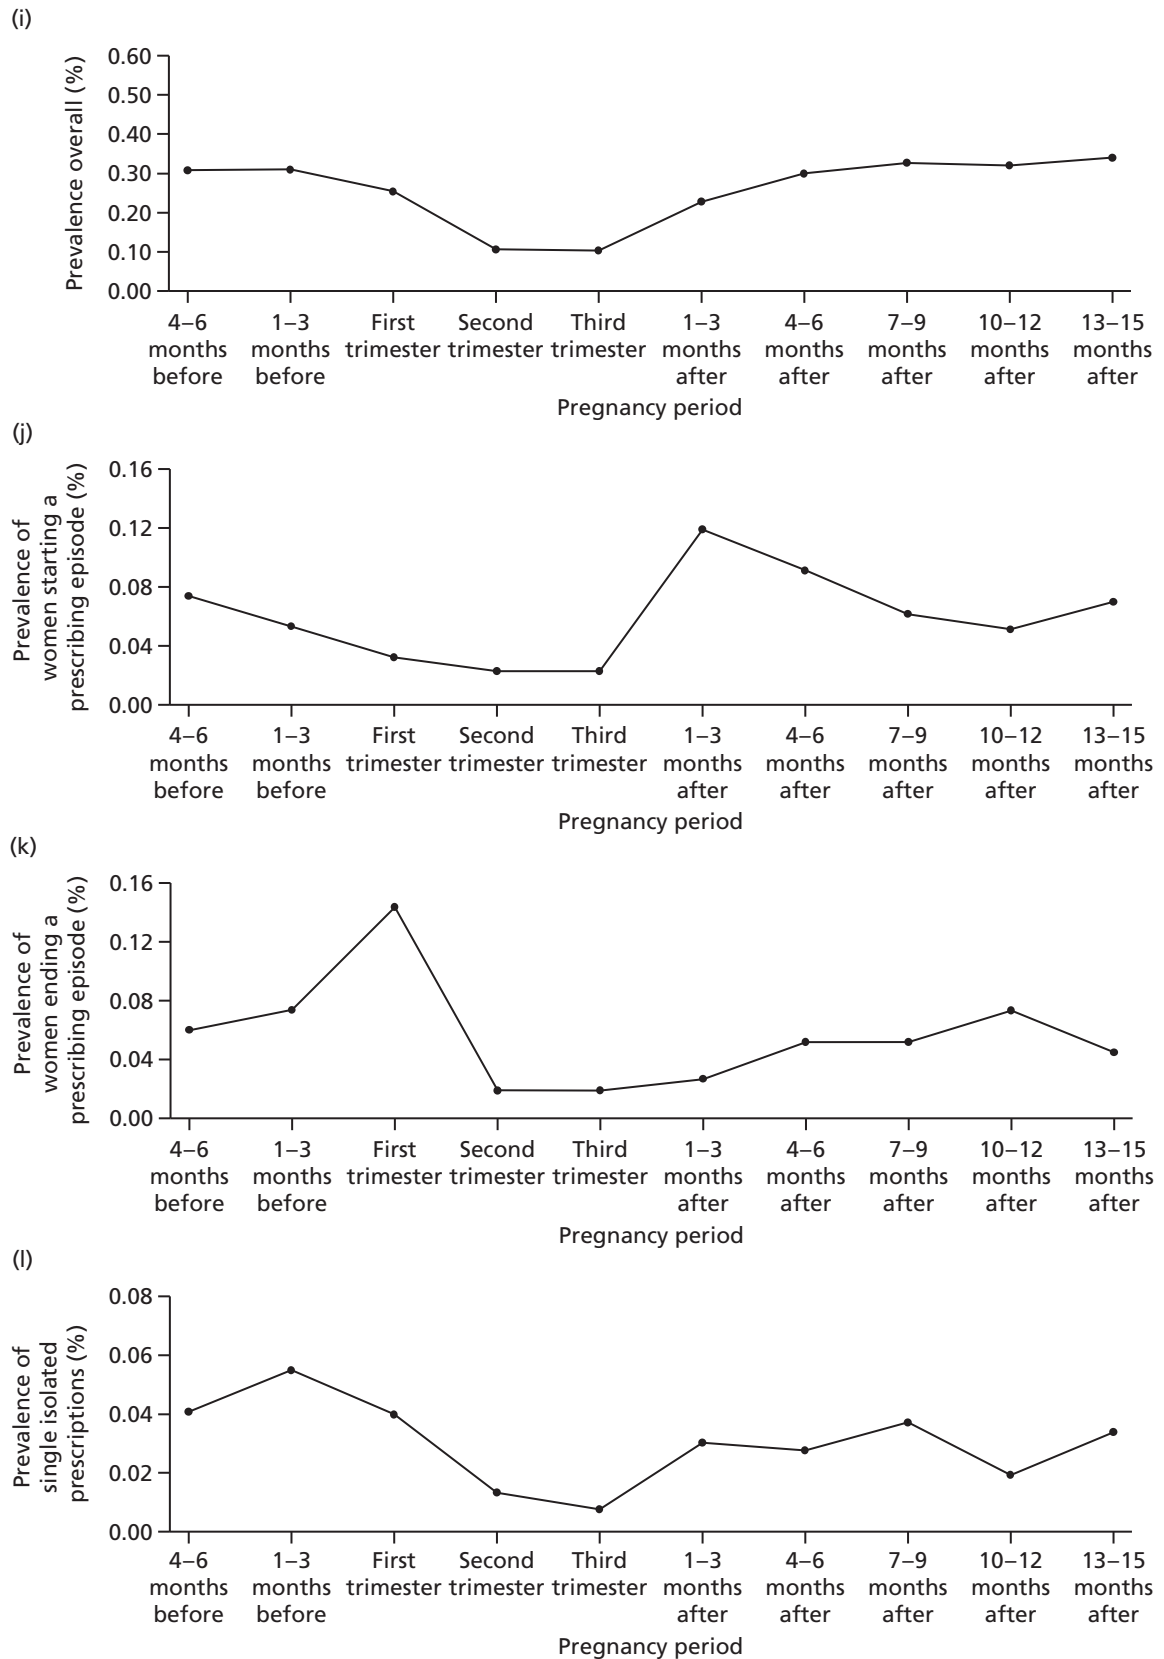 (i)
Prevalence overall (%)
0.60
0.50
0.40
0.30
0.20
0.10
0.00
4–6 months before
1–3 months before
First trimester
Second trimester
Third trimester
1–3 months after
4–6 months after
7–9 months after
10–12 months after
13–15 months after
Pregnancy period
(j)
Prevalence of
women starting a
prescribing episode (%)
0.16
0.12
0.08
0.04
0.00
4–6 months before
1–3 months before
First trimester
Second trimester
Third trimester
1–3 months after
4–6 months after
7–9 months after
10–12 months after
13–15 months after
Pregnancy period
(k)
Prevalence of
women ending a
prescribing episode (%)
0.16
0.12
0.08
0.04
0.00
4–6 months before
1–3 months before
First trimester
Second trimester
Third trimester
1–3 months after
4–6 months after
7–9 months after
10–12 months after
13–15 months after
Pregnancy period
(l)
Prevalence of
single isolated
prescriptions (%)
0.08
0.06
0.04
0.02
0.00
4–6 months before
1–3 months before
First trimester
Second trimester
Third trimester
1–3 months after
4–6 months after
7–9 months after
10–12 months after
13–15 months after
Pregnancy period